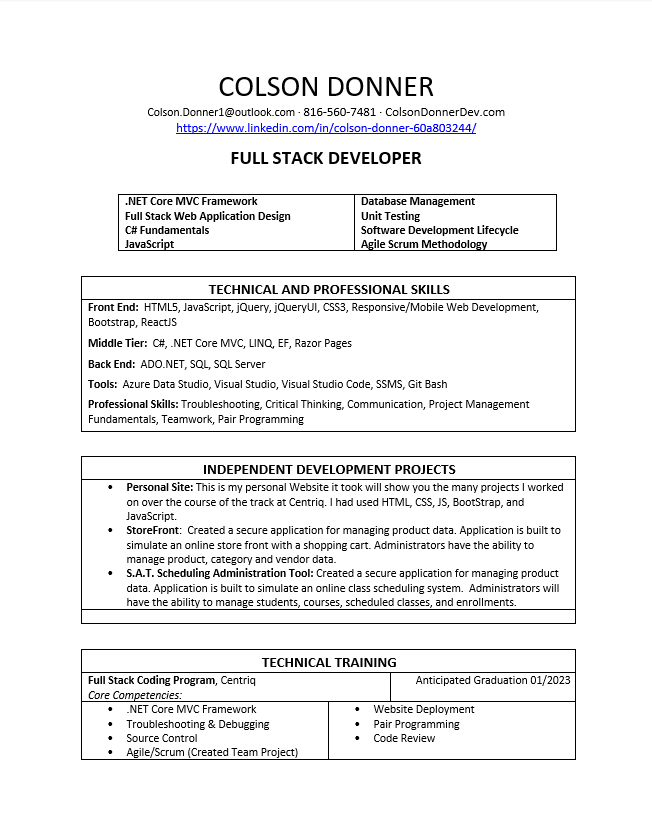 COLSON DONNER
Colson.Donner1@outlook.com · 816-560-7481 · ColsonDonnerDev.com
https://www.linkedin.com/in/colson-donner-60a803244/
FULL STACK DEVELOPER
.NET Core MVC Framework
Full Stack Web Application Design
C# Fundamentals
JavaScript
Database Management
Unit Testing
Software Development Lifecycle
Agile Scrum Methodology
TECHNICAL AND PROFESSIONAL SKILLS
Front End: HTML5, JavaScript, jQuery, jQueryUI, CSS3, Responsive/Mobile Web Development,
Bootstrap, ReactJS
Middle Tier: C#, .NET Core MVC, LINQ, EF, Razor Pages
Back End: ADO.NET, SQL, SQL Server
Tools: Azure Data Studio, Visual Studio, Visual Studio Code, SSMS, Git Bash
Professional Skills: Troubleshooting, Critical Thinking, Communication, Project Management
Fundamentals, Teamwork, Pair Programming
INDEPENDENT DEVELOPMENT PROJECTS
• Personal Site: This is my personal Website it took will show you the many projects I worked
on over the course of the track at Centriq. I had used HTML, CSS, JS, BootStrap, and
JavaScript.
• StoreFront: Created a secure application for managing product data. Application is built to
simulate an online store front with a shopping cart. Administrators have the ability to
manage product, category and vendor data.
• S.A.T. Scheduling Administration Tool: Created a secure application for managing product
data. Application is built to simulate an online class scheduling system. Administrators will
have the ability to manage students, courses, scheduled classes, and enrollments.
TECHNICAL TRAINING
Full Stack Coding Program, Centriq
Anticipated Graduation 01/2023
Core Competencies:
• .NET Core MVC Framework
• Troubleshooting & Debugging
• Source Control
• Agile/Scrum (Created Team Project)
• Website Deployment
• Pair Programming
• Code Review